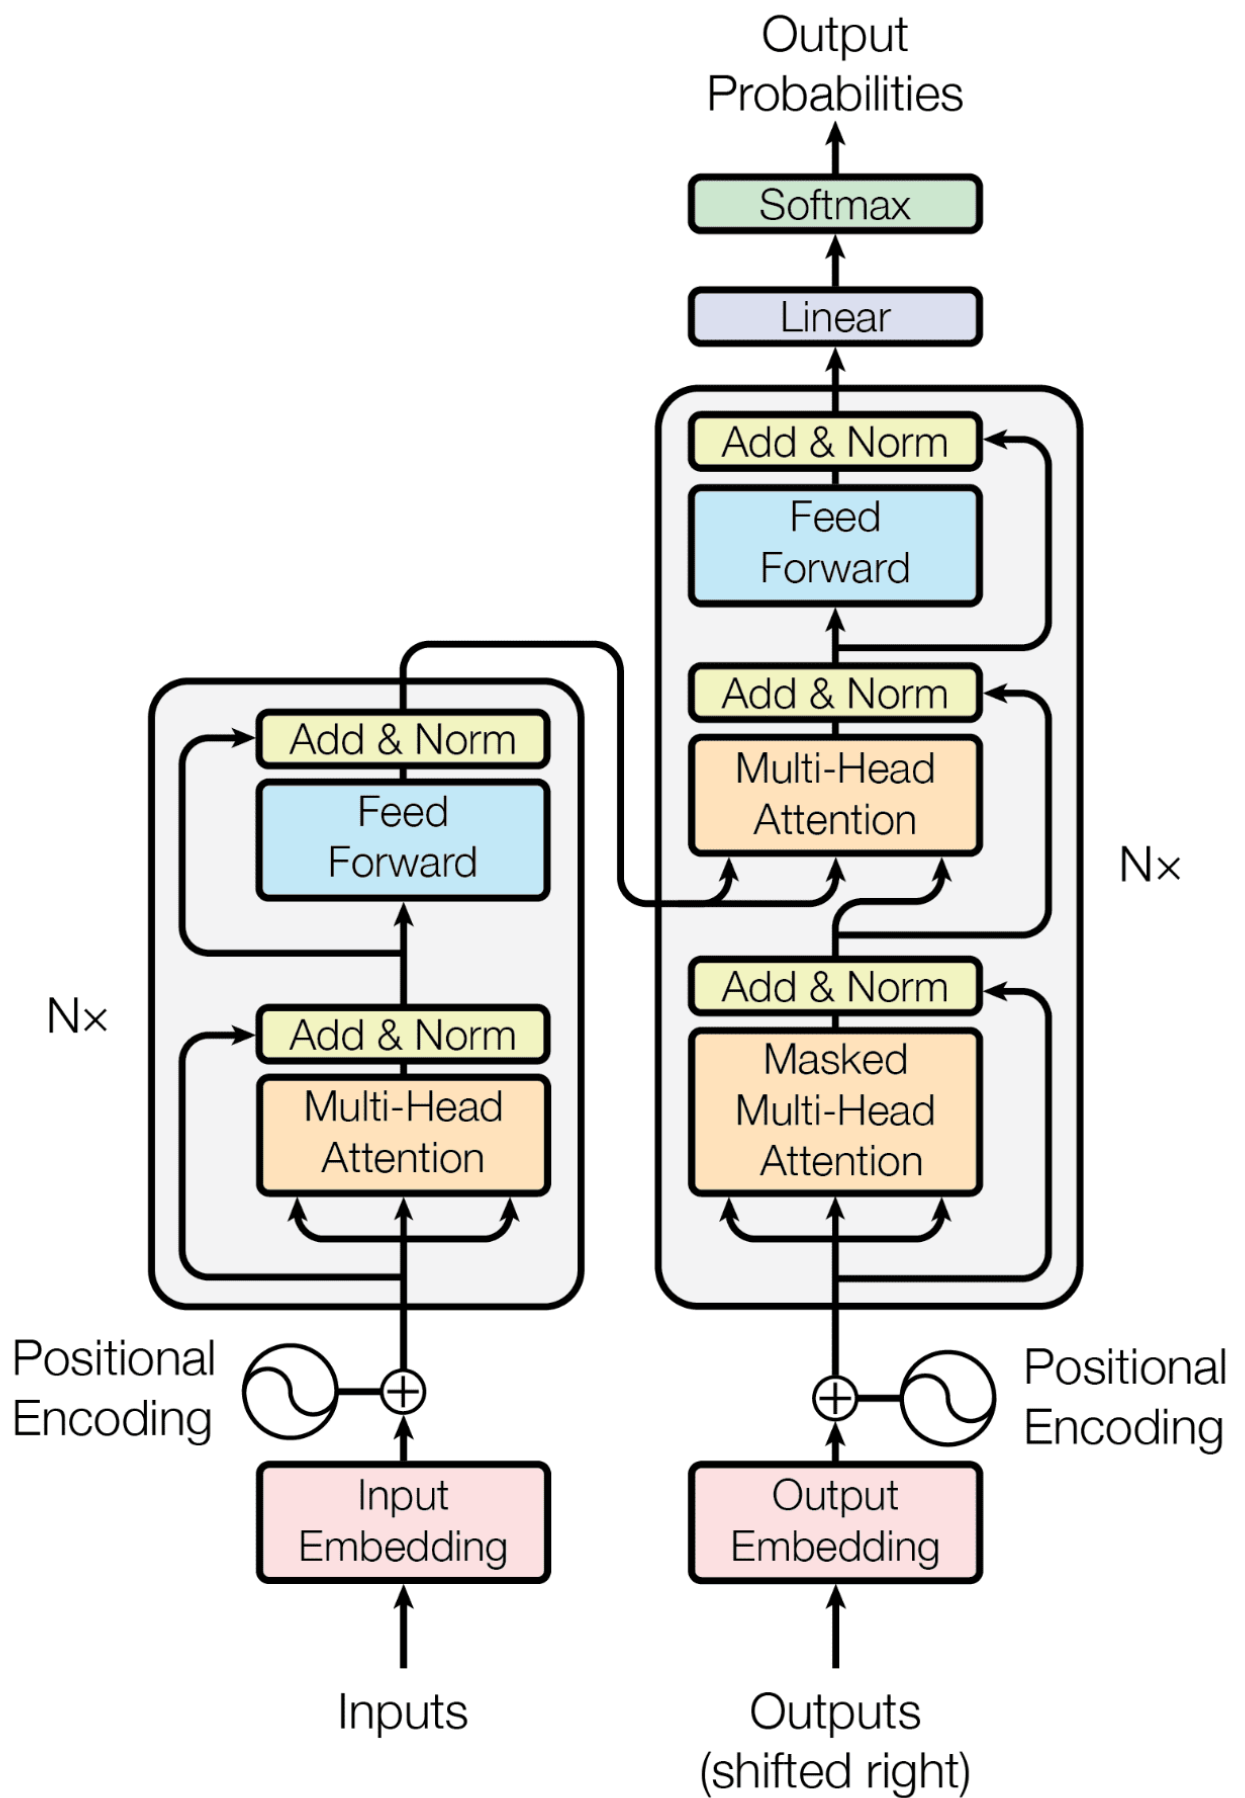 Output
Probabilities
Softmax
Linear
Add & Norm
Feed
Forward
Add & Norm
Multi-Head
Attention
N×
Add & Norm
Masked
Multi-Head
Attention
Add & Norm
Feed
Forward
N×
Add & Norm
Multi-Head
Attention
Positional
Encoding
Positional
Encoding
Input
Embedding
Output
Embedding
Inputs
Outputs
(shifted right)